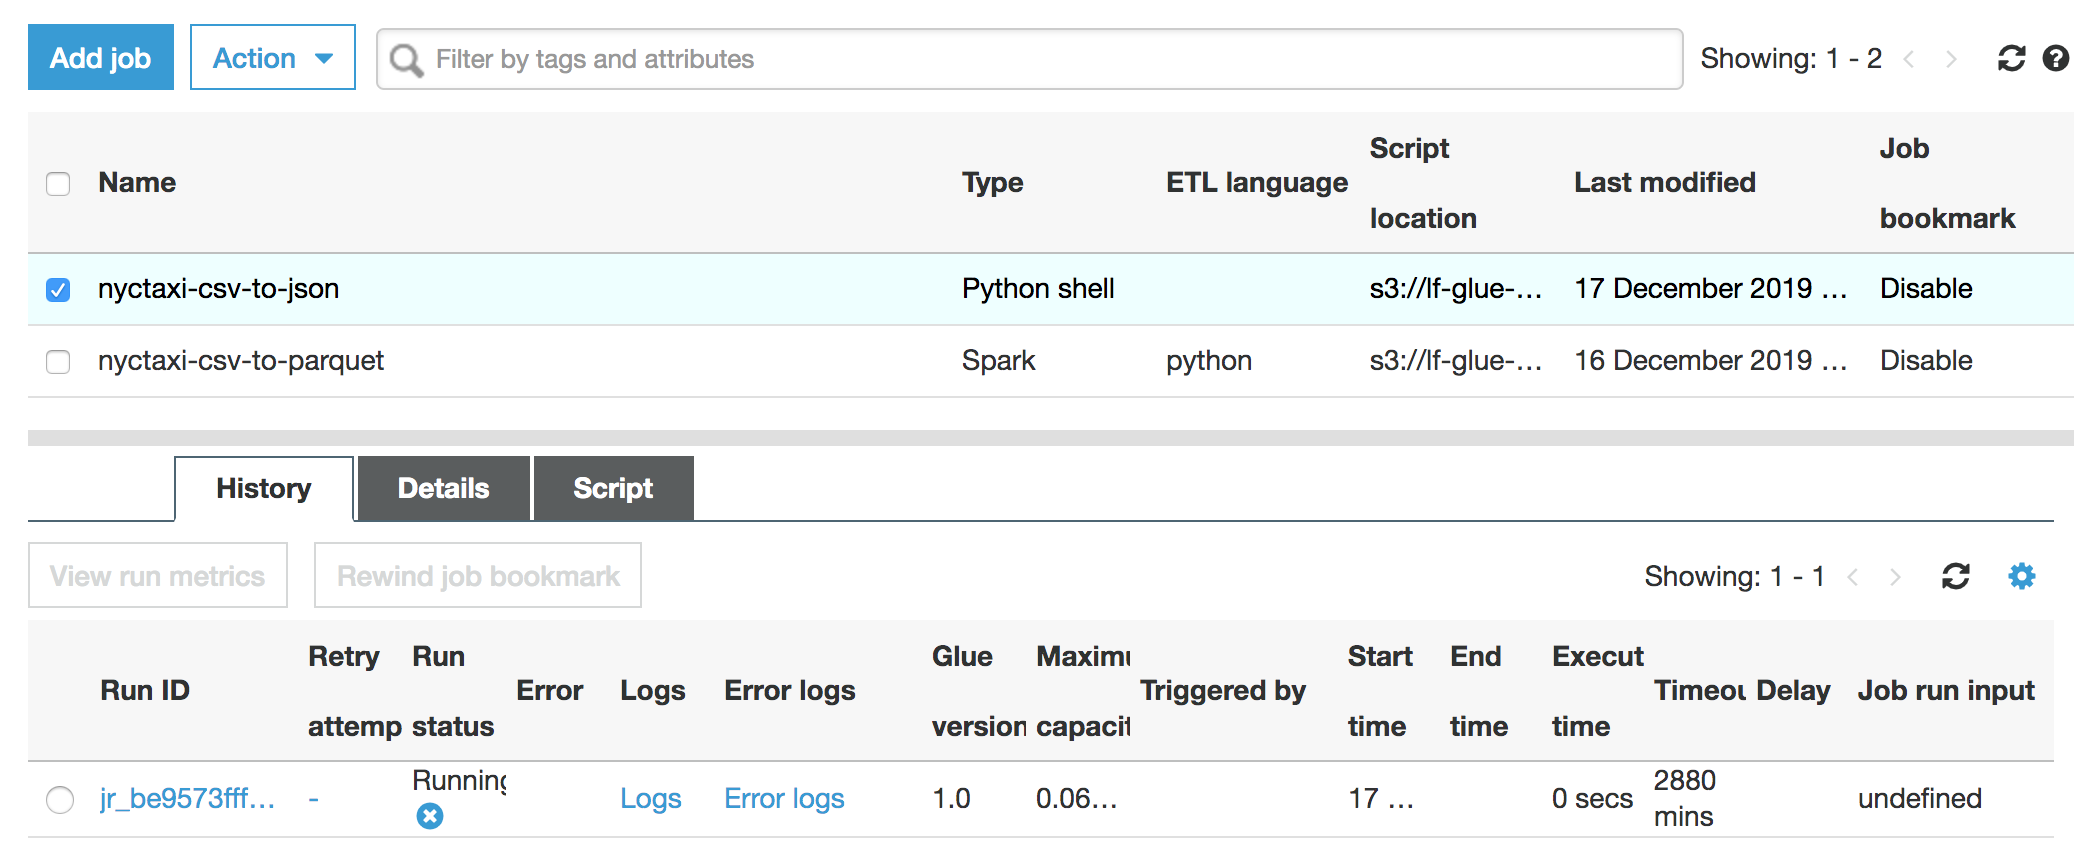 Add job Action Filter by tags and attributes Showing: 1 - 2
Name Type ETL language Script location Last modified Job bookmark
nyctaxi-csv-to-json Python shell s3://lf-glue-... 17 December 2019 ... Disable
nyctaxi-csv-to-parquet Spark python s3://lf-glue-... 16 December 2019 ... Disable
History Details Script
View run metrics Rewind job bookmark Showing: 1 - 1
Run ID Retry attemp Run status Error Logs Error logs Glue version Maximu capacit Triggered by Start time End time Execut time Timeou Delay Job run input
jr_be9573fff... - Running Logs Error logs 1.0 0.06... 17 ... 0 secs 2880 mins undefined